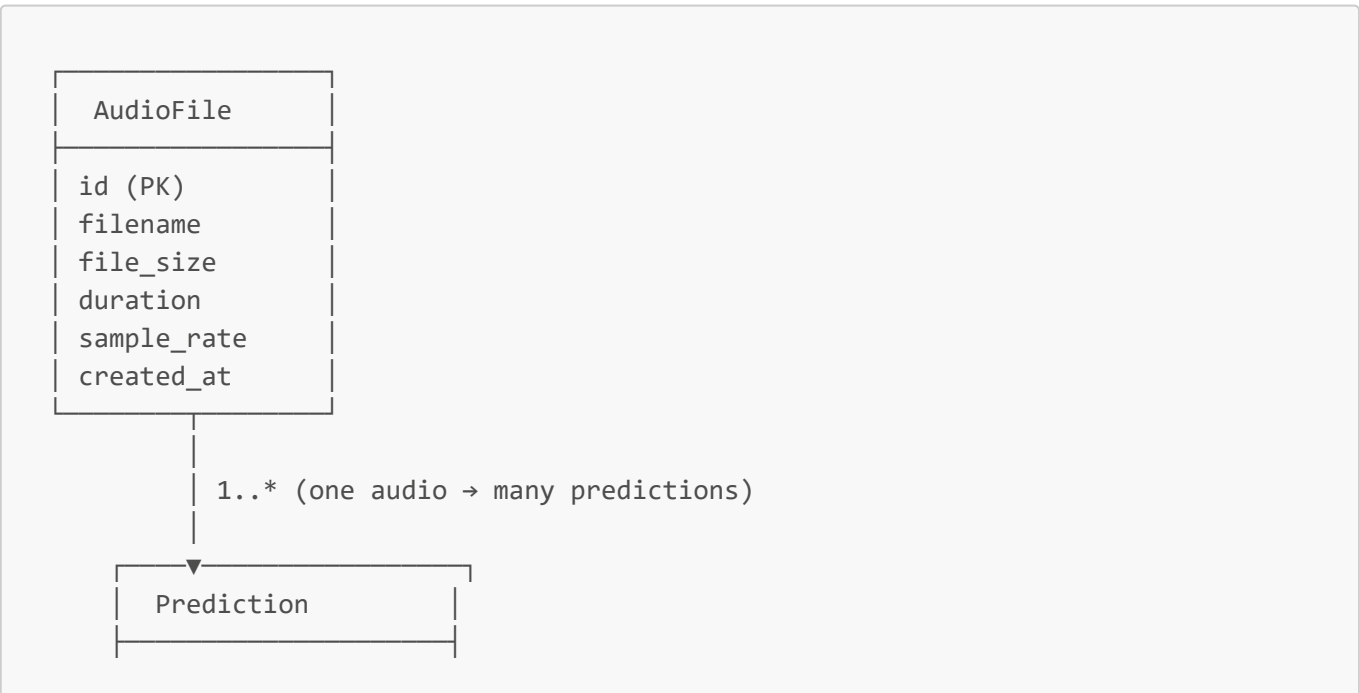 AudioFile
id (PK)
filename
file_size
duration
sample_rate
created_at
1..* (one audio → many predictions)
Prediction